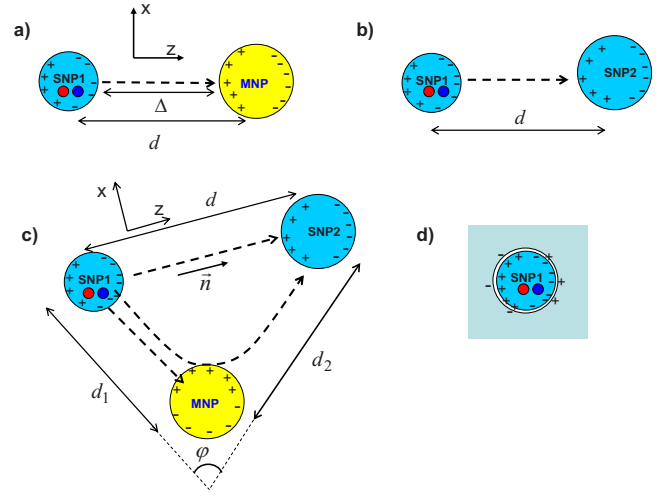 a)
x
z
SNP1
MNP
Δ
d
b)
SNP1
SNP2
d
c)
x
z
d
SNP1
SNP2
n
d1
d2
MNP
φ
d)
SNP1